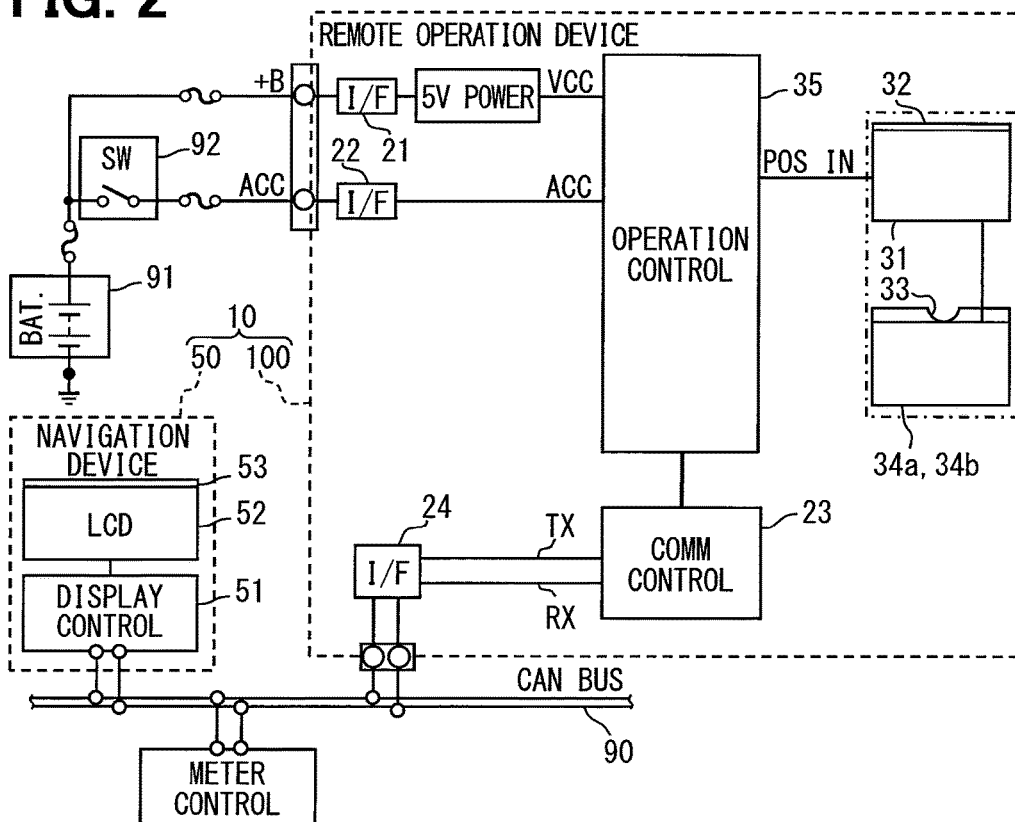 FIG. 2
REMOTE OPERATION DEVICE
+B
I/F
5V POWER
VCC
35
32
21
SW
92
22
POS IN
ACC
I/F
ACC
OPERATION
CONTROL
31
91
33
BAT.
10
50 100
NAVIGATION
DEVICE
53
34a, 34b
LCD
52
24
23
TX
I/F
COMM
CONTROL
DISPLAY
CONTROL
51
RX
CAN BUS
90
METER
CONTROL